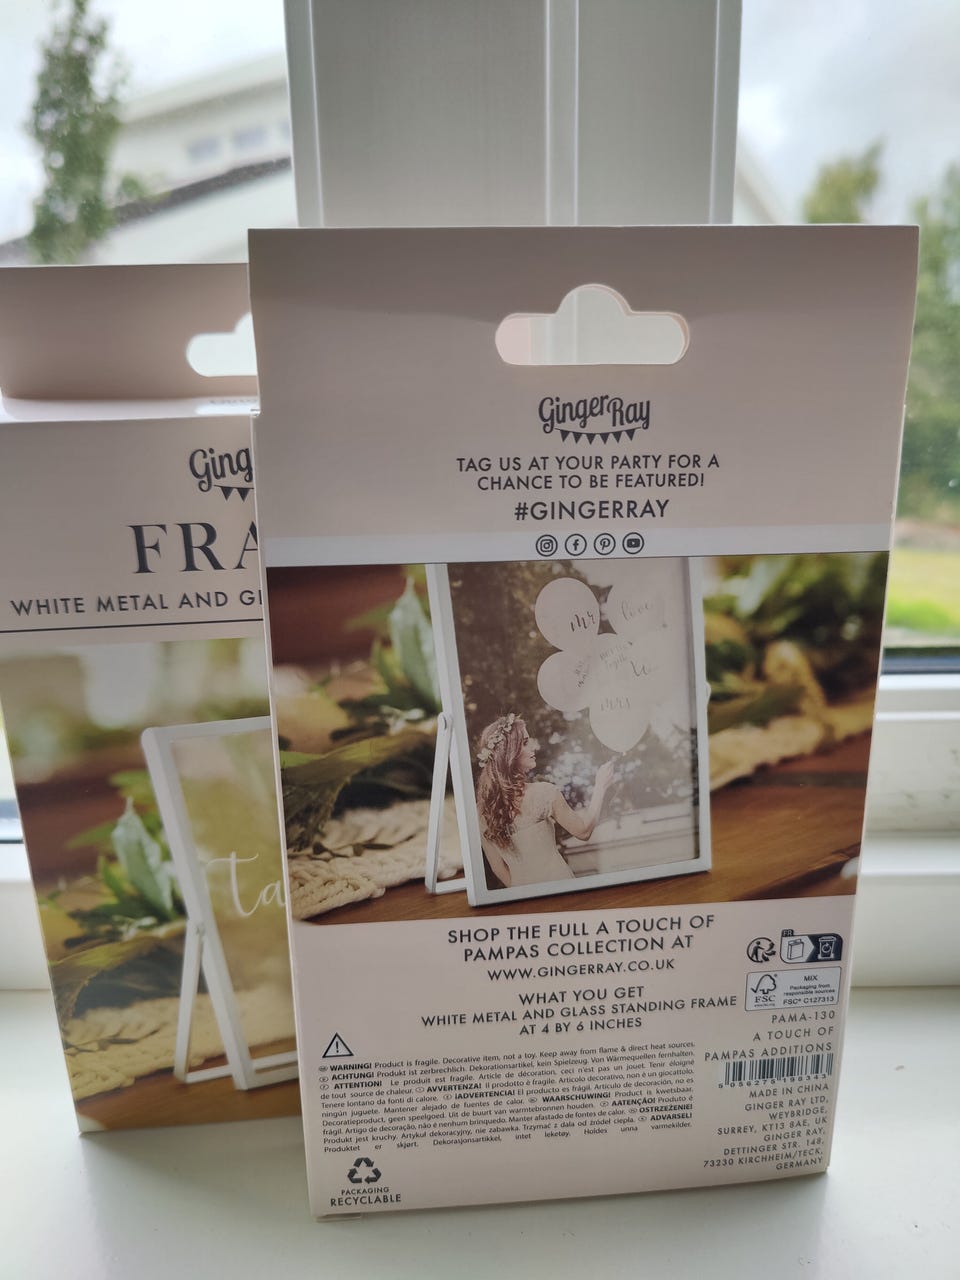 Ging
FRA
WHITE METAL AND GL
ta
Ginger Ray
TAG US AT YOUR PARTY FOR A
CHANCE TO BE FEATURED!
#GINGERRAY
mr
love
mrs
SHOP THE FULL A TOUCH OF
PAMPAS COLLECTION AT
WWW.GINGERRAY.CO.UK
WHAT YOU GET
WHITE METAL AND GLASS STANDING FRAME
AT 4 BY 6 INCHES
WARNING! Product is fragile. Decorative item, not a toy. Keep away from flame & direct heat sources.
ACHTUNG! Produkt ist zerbrechlich. Dekorationsartikel, kein Spielzeug. Von Wärmequellen fernhalten.
ATTENTION! Le produit est fragile. Article de décoration, ceci n'est pas un jouet. Tenir éloigné
de tout source de chaleur. AVVERTENZA! Il prodotto è fragile. Articolo decorativo, non è un giocattolo.
Tenere lontano da fonti di calore. ¡ADVERTENCIA! El producto es frágil. Artículo de decoración, no es
ningún juguete. Mantener alejado de fuentes de calor. WAARSCHUWING! Product is kwetsbaar.
Decoratieproduct, geen speelgoed. Uit de buurt van warmtebronnen houden. AATENÇÃO! Produto é
frágil. Artigo de decoração, não é nenhum brinquedo. Manter afastado de fontes de calor. OSTRZEŻENIE!
Produkt jest kruchy. Artykuł dekoracyjny, nie zabawka. Trzymać z dala od źródeł ciepła. ADVARSEL!
Produktet er skjørt. Dekorasjonsartikkel, intet leketøy. Holdes unna varmekilder.
PACKAGING
RECYCLABLE
FR
FSC
MIX
Packaging from
responsible sources
FSC® C127313
PAMA-130
A TOUCH OF
PAMPAS ADDITIONS
MADE IN CHINA
GINGER RAY LTD,
WEYBRIDGE,
SURREY, KT13 8AE, UK
GINGER RAY,
DETTINGER STR. 148,
73230 KIRCHHEIM/TECK,
GERMANY